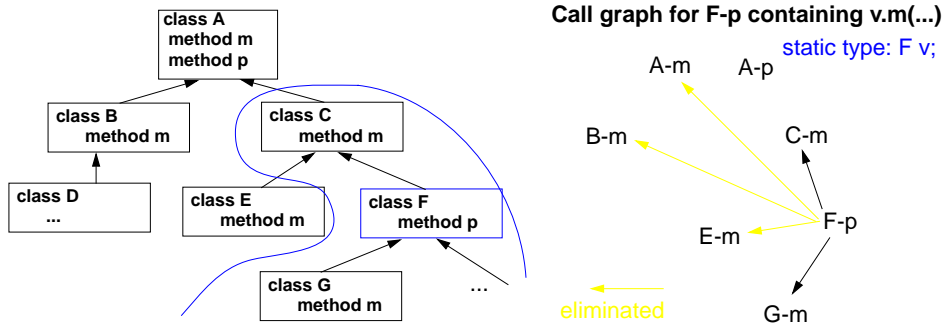 Call graph for F-p containing v.m(...)
static type: F v;
class A
method m
method p
class B
method m
class C
method m
class D
...
class E
method m
class F
method p
class G
method m
...
A-m
A-p
B-m
C-m
E-m
F-p
G-m
eliminated